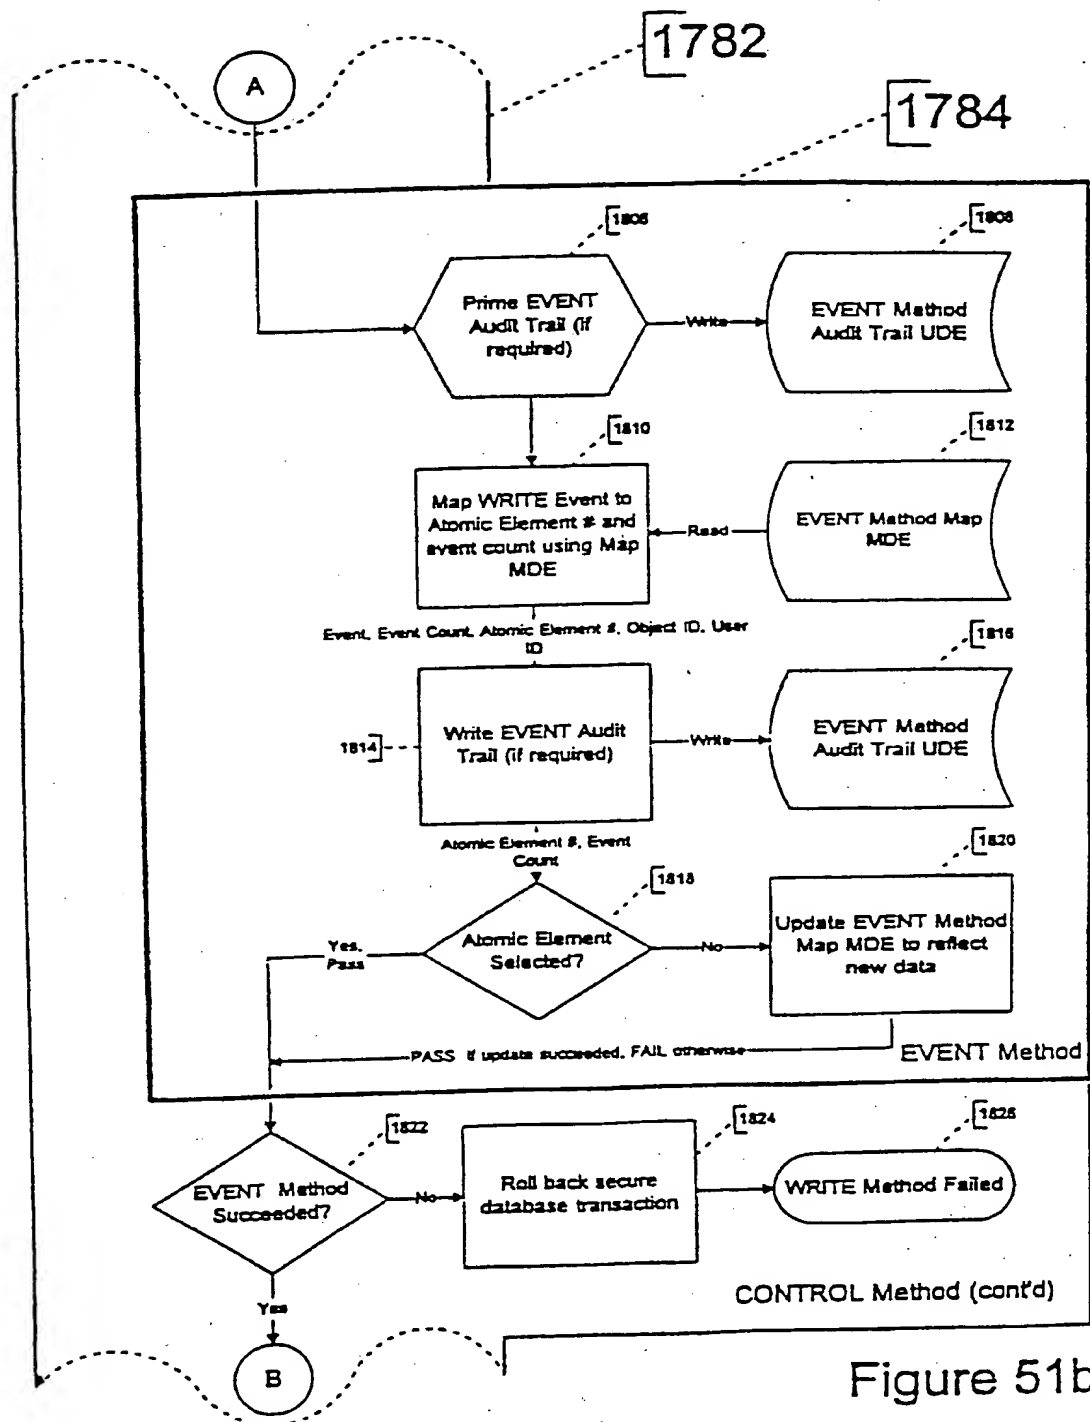 1782
A
1784
1806
1808
Prime EVENT
Audit Trail (if
required)
Write
EVENT Method
Audit Trail UDE
1810
1812
Map WRITE Event to
Atomic Element # and
event count using Map
MDE
Read
EVENT Method Map
MDE
Event, Event Count, Atomic Element #, Object ID, User
ID
1816
1814
Write EVENT Audit
Trail (if required)
Write
EVENT Method
Audit Trail UDE
Atomic Element #, Event
Count
1818
1820
Atomic Element
Selected?
Yes,
Pass
No
Update EVENT Method
Map MDE to reflect
new data
PASS if update succeeded, FAIL otherwise
EVENT Method
1822
1824
1826
EVENT Method
Succeeded?
No
Roll back secure
database transaction
WRITE Method Failed
Yes
CONTROL Method (cont'd)
B
Figure 51b